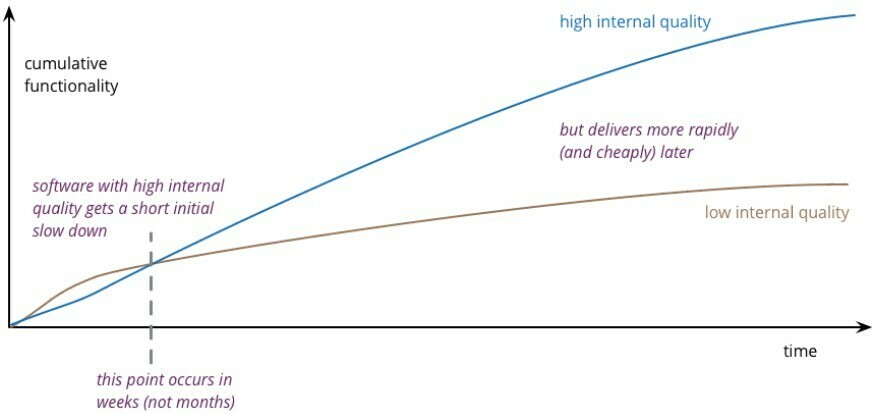 high internal quality
cumulative
functionality
but delivers more rapidly
(and cheaply) later
software with high internal
quality gets a short initial
slow down
low internal quality
time
this point occurs in
weeks (not months)